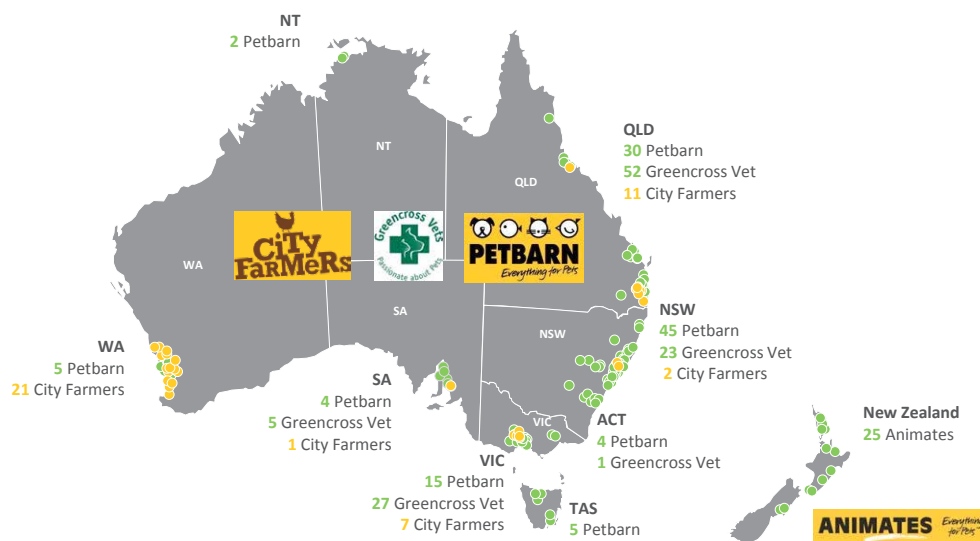 NT
2 Petbarn
NT
QLD
QLD
30 Petbarn
52 Greencross Vet
11 City Farmers
WA
CiTY
FaRMeRs
Greencross Vets
Passionate about Pets
PETBARN
Everything for Pets
SA
NSW
NSW
45 Petbarn
23 Greencross Vet
2 City Farmers
WA
5 Petbarn
21 City Farmers
SA
4 Petbarn
5 Greencross Vet
1 City Farmers
VIC
ACT
4 Petbarn
1 Greencross Vet
VIC
15 Petbarn
27 Greencross Vet
7 City Farmers
TAS
5 Petbarn
New Zealand
25 Animates
ANIMATES
Everything
for Pets